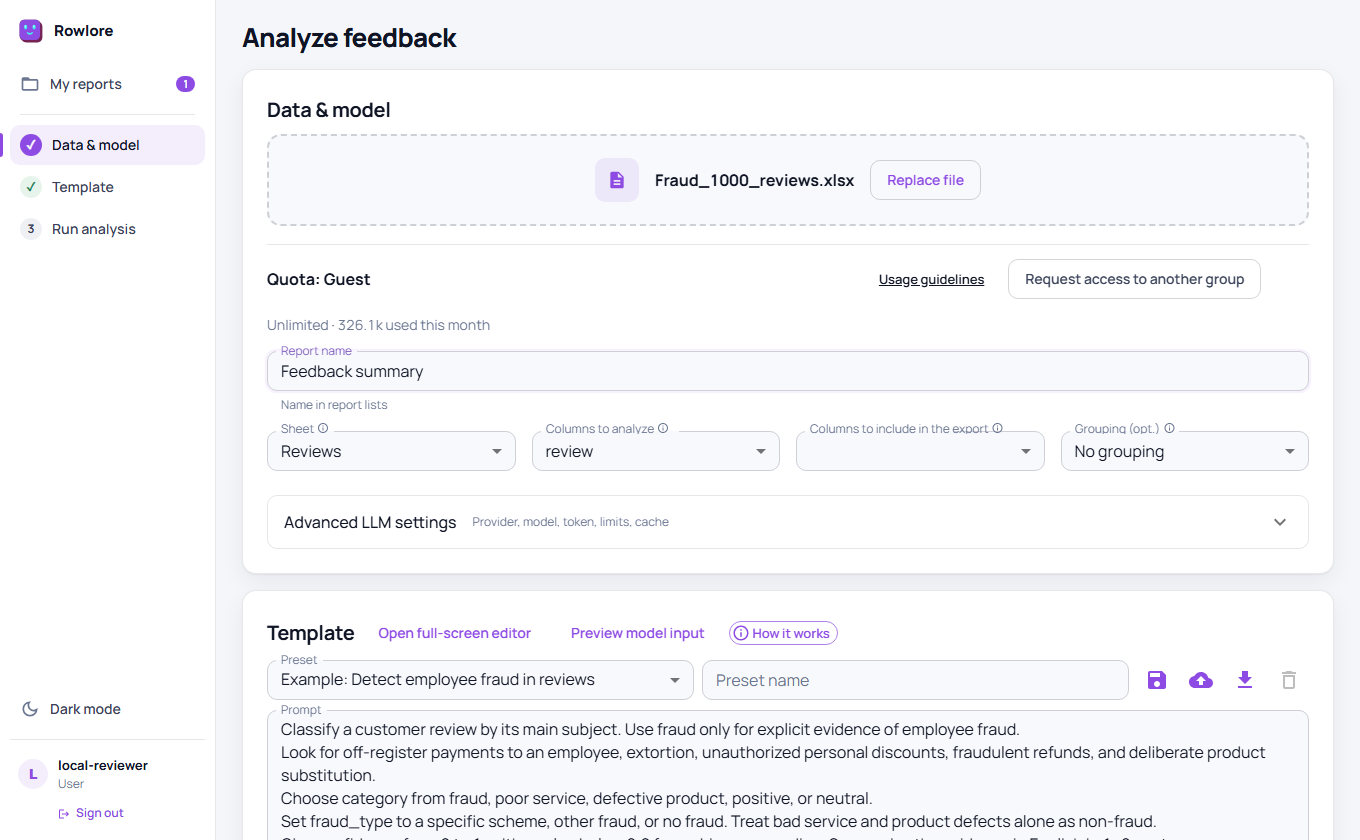 Rowlore
My reports
1
Data & model
Template
3
Run analysis
Dark mode
L
local-reviewer
User
Sign out
Analyze feedback
Data & model
Fraud_1000_reviews.xlsx
Replace file
Quota: Guest
Usage guidelines
Request access to another group
Unlimited · 326.1k used this month
Report name
Feedback summary
Name in report lists
Sheet
Reviews
Columns to analyze
review
Columns to include in the export
Grouping (opt.)
No grouping
Advanced LLM settings
Provider, model, token, limits, cache
Template
Open full-screen editor
Preview model input
How it works
Preset
Example: Detect employee fraud in reviews
Preset name
Prompt
Classify a customer review by its main subject. Use fraud only for explicit evidence of employee fraud.
Look for off-register payments to an employee, extortion, unauthorized personal discounts, fraudulent refunds, and deliberate product
substitution.
Choose category from fraud, poor service, defective product, positive, or neutral.
Set fraud_type to a specific scheme, other fraud, or no fraud. Treat bad service and product defects alone as non-fraud.